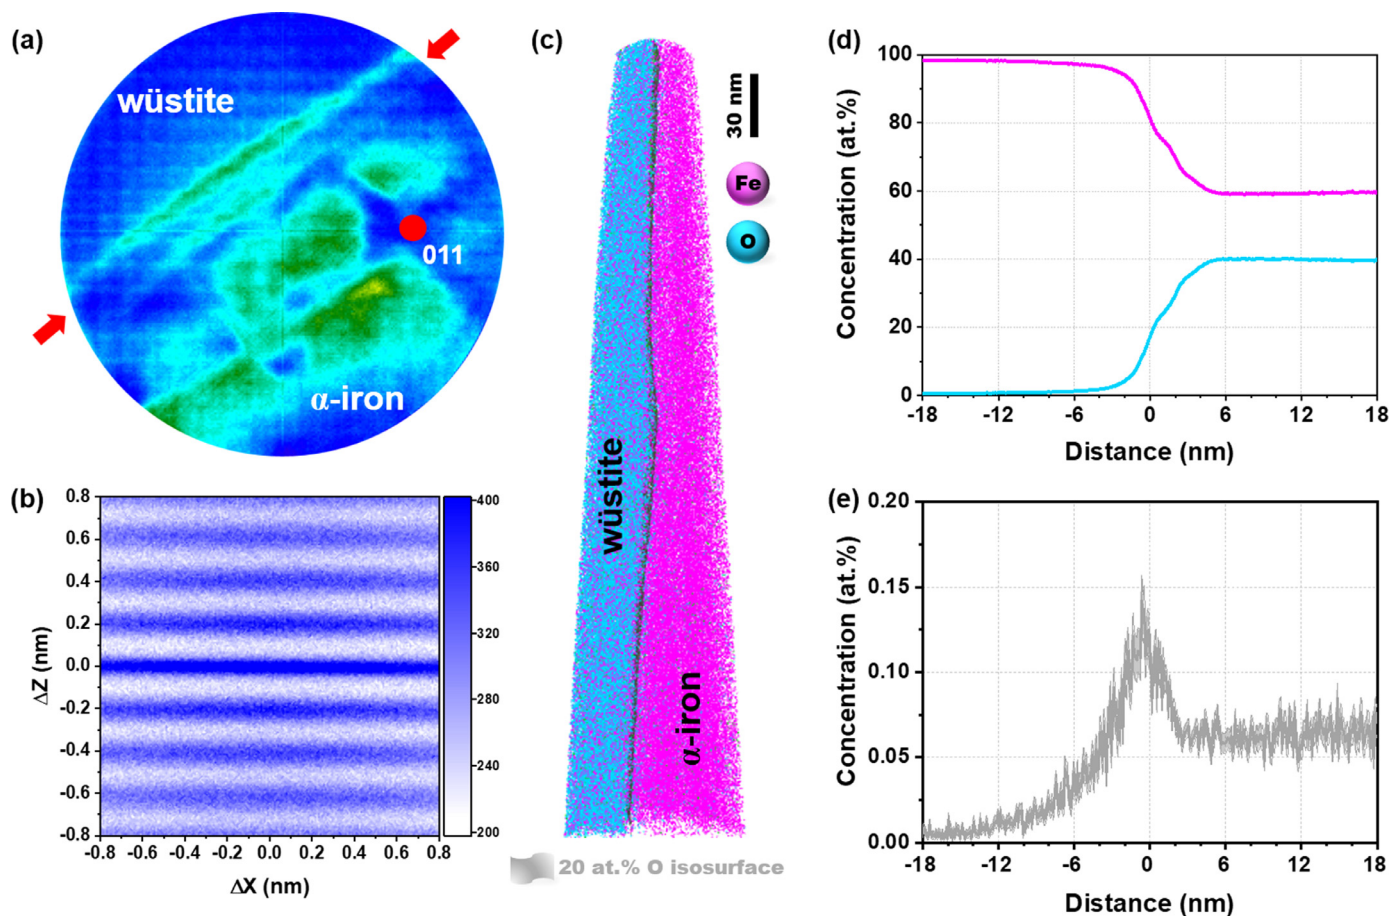 (a)
wüstite
011
α-iron
(b)
0.8
0.6
0.4
0.2
0.0
-0.2
-0.4
-0.6
-0.8
ΔZ (nm)
-0.8 -0.6 -0.4 -0.2 0.0 0.2 0.4 0.6 0.8
ΔX (nm)
400
360
320
280
240
200
(c)
30 nm
Fe
O
wüstite
α-iron
20 at.% O isosurface
(d)
Concentration (at.%)
100
80
60
40
20
0
-18 -12 -6 0 6 12 18
Distance (nm)
(e)
Concentration (at.%)
0.20
0.15
0.10
0.05
0.00
-18 -12 -6 0 6 12 18
Distance (nm)